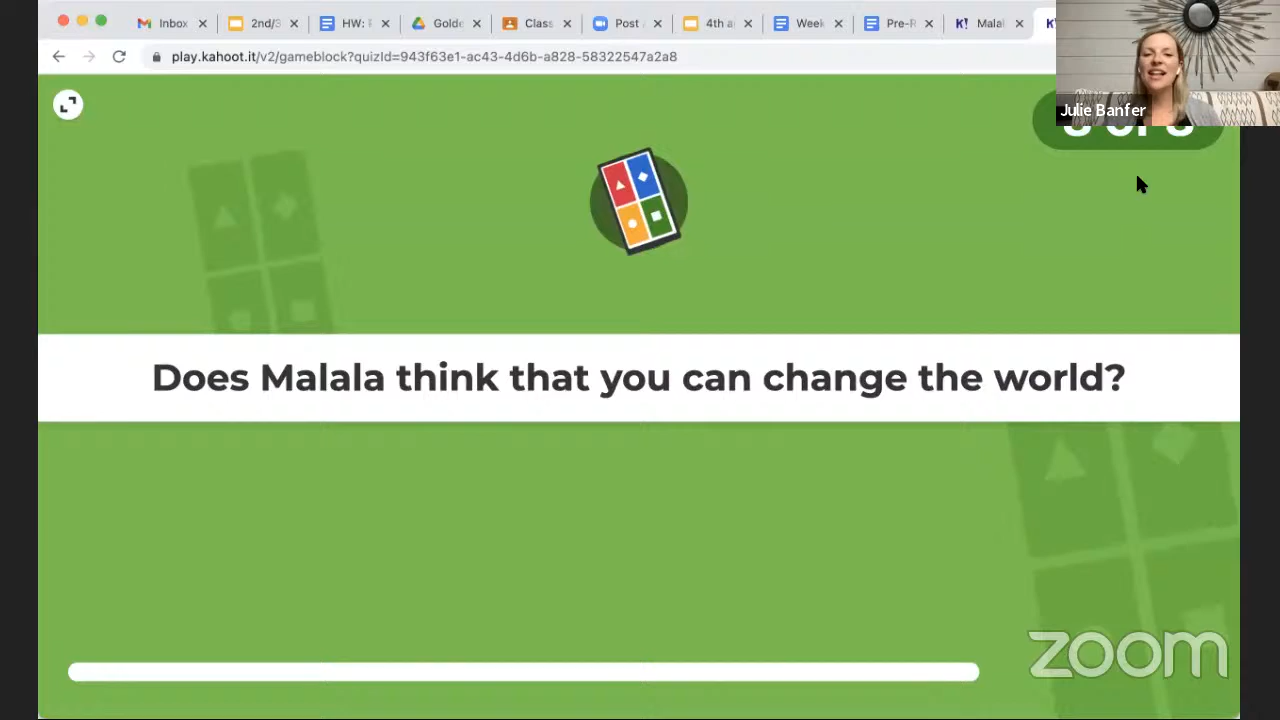 Inbox
2nd/3
HW:
Golde
Class
Post
4th a
Week
Pre-R
Mala
play.kahoot.it/v2/gameblock?quizId=943f63e1-ac43-4d6b-a828-58322547a2a8
Julie Banfer
Does Malala think that you can change the world?
zoom